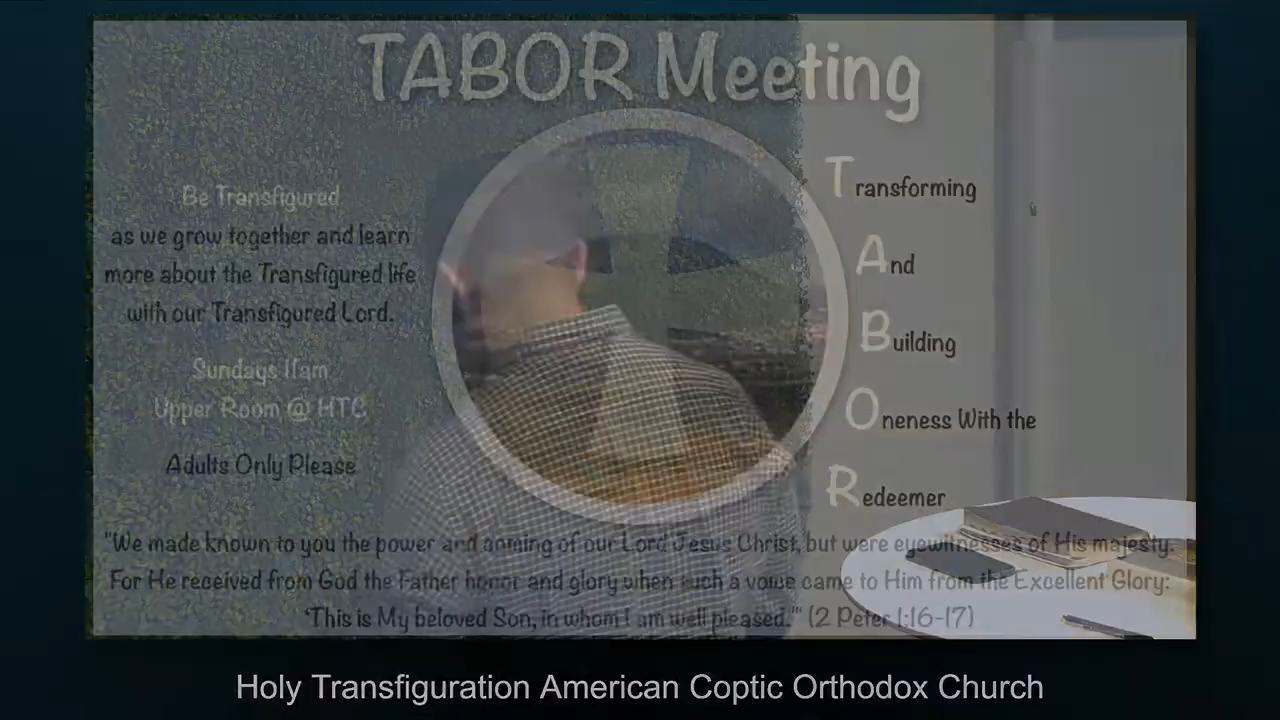 TABOR Meeting
Be Transfigured
as we grow together and learn
more about the Transfigured life
with our Transfigured Lord.
Sundays 11am
Upper Room @ HTC
Adults Only Please
Transforming
And
Building
Oneness With the
Redeemer
"We made known to you the power and coming of our Lord Jesus Christ, but were eyewitnesses of His majesty.
For He received from God the Father honor and glory when such a voice came to Him from the Excellent Glory:
'This is My beloved Son, in whom I am well pleased.'" (2 Peter 1:16-17)
Holy Transfiguration American Coptic Orthodox Church